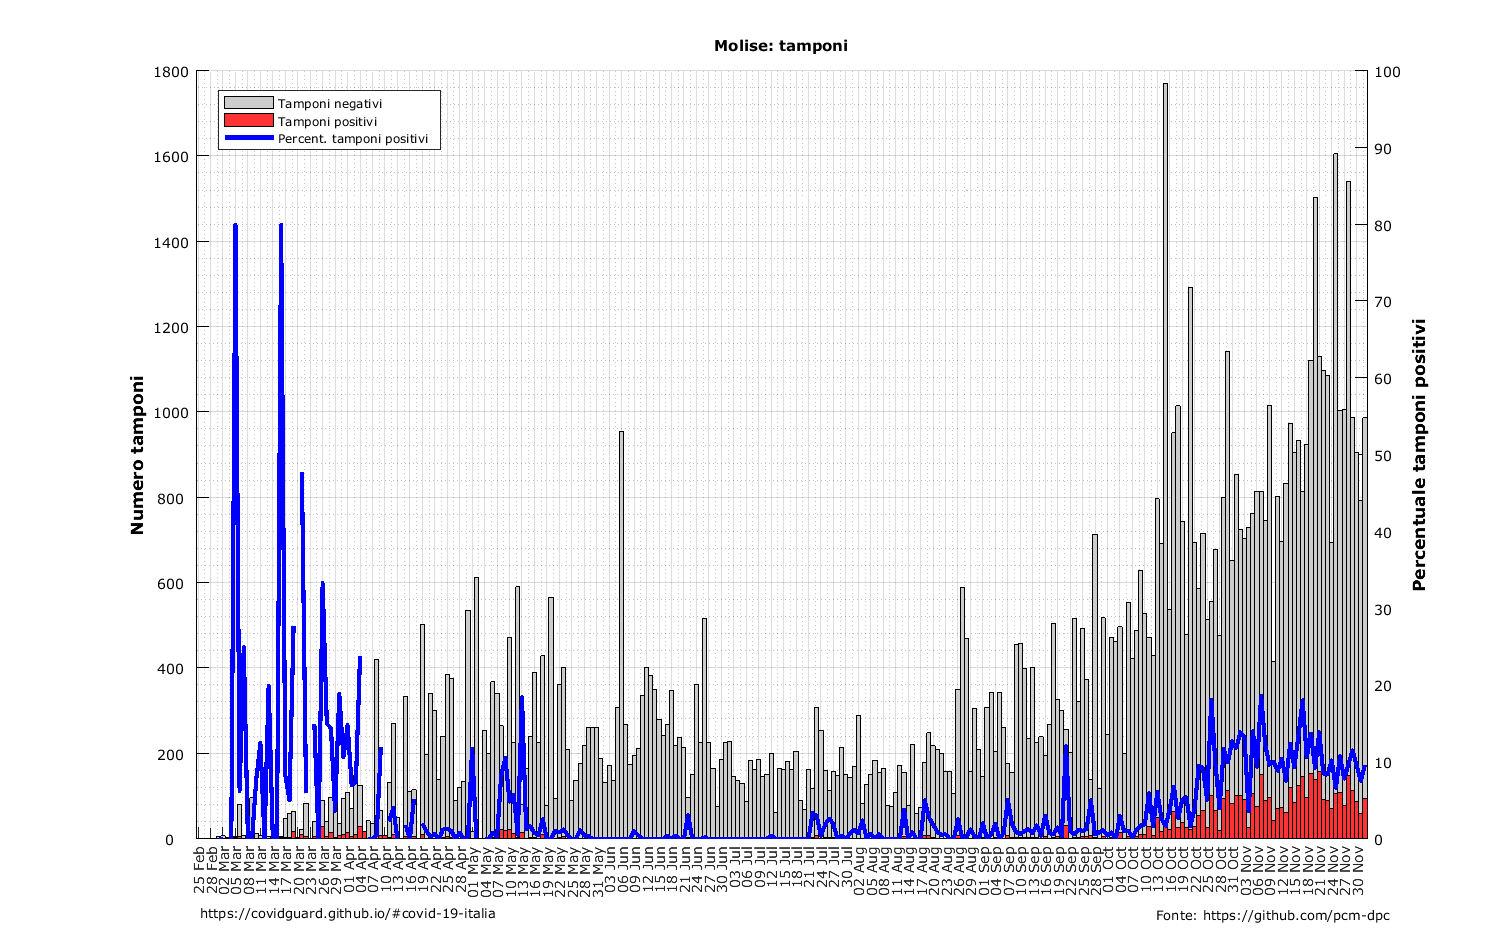 Molise: tamponi
Tamponi negativi
Tamponi positivi
Percent. tamponi positivi
Numero tamponi
1800
1600
1400
1200
1000
800
600
400
200
0
100
90
80
70
60
50
40
30
20
10
0
Percentuale tamponi positivi
25 Feb
28 Feb
02 Mar
05 Mar
08 Mar
11 Mar
14 Mar
17 Mar
20 Mar
23 Mar
26 Mar
29 Mar
01 Apr
04 Apr
07 Apr
10 Apr
13 Apr
16 Apr
19 Apr
22 Apr
25 Apr
28 Apr
01 May
04 May
07 May
10 May
13 May
16 May
19 May
22 May
25 May
28 May
31 May
03 Jun
06 Jun
09 Jun
12 Jun
15 Jun
18 Jun
21 Jun
24 Jun
27 Jun
30 Jun
03 Jul
06 Jul
09 Jul
12 Jul
15 Jul
18 Jul
21 Jul
24 Jul
27 Jul
30 Jul
02 Aug
05 Aug
08 Aug
11 Aug
14 Aug
17 Aug
20 Aug
23 Aug
26 Aug
29 Aug
01 Sep
04 Sep
07 Sep
10 Sep
13 Sep
16 Sep
19 Sep
22 Sep
25 Sep
28 Sep
01 Oct
04 Oct
07 Oct
10 Oct
13 Oct
16 Oct
19 Oct
22 Oct
25 Oct
28 Oct
31 Oct
03 Nov
06 Nov
09 Nov
12 Nov
15 Nov
18 Nov
21 Nov
24 Nov
27 Nov
30 Nov
https://covidguard.github.io/#covid-19-italia
Fonte: https://github.com/pcm-dpc